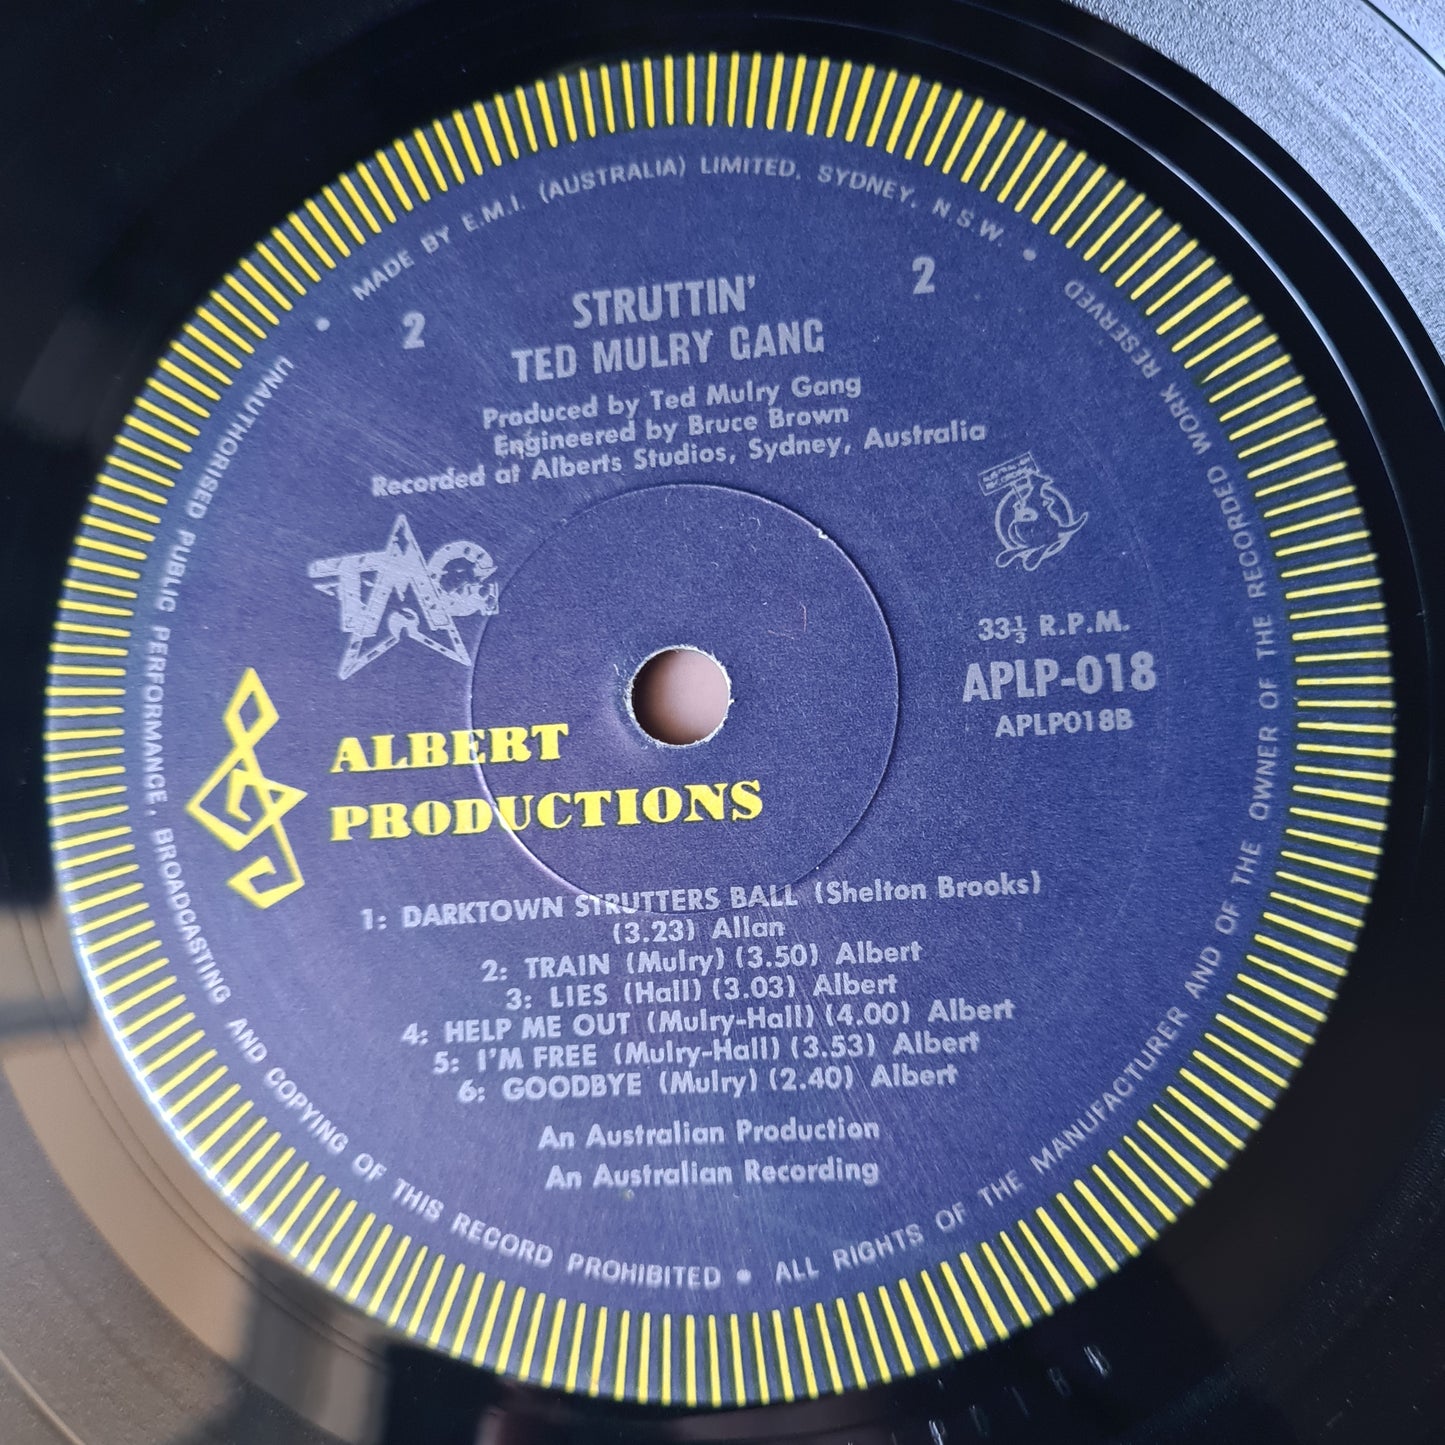 MADE BY E.M.I. (AUSTRALIA) LIMITED, SYDNEY, N.S.W. •
UNAUTHORISED PUBLIC PERFORMANCE, BROADCASTING AND COPYING OF THIS RECORD PROHIBITED • ALL RIGHTS OF THE MANUFACTURER AND OF THE OWNER OF THE RECORDED WORK RESERVED
2
2
STRUTTIN'
TED MULRY GANG
Produced by Ted Mulry Gang
Engineered by Bruce Brown
Recorded at Alberts Studios, Sydney, Australia
TMG
33⅓ R.P.M.
APLP-018
APLP018B
ALBERT
PRODUCTIONS
1: DARKTOWN STRUTTERS BALL (Shelton Brooks)
(3.23) Allan
2: TRAIN (Mulry) (3.50) Albert
3: LIES (Hall) (3.03) Albert
4: HELP ME OUT (Mulry-Hall) (4.00) Albert
5: I'M FREE (Mulry-Hall) (3.53) Albert
6: GOODBYE (Mulry) (2.40) Albert
An Australian Production
An Australian Recording